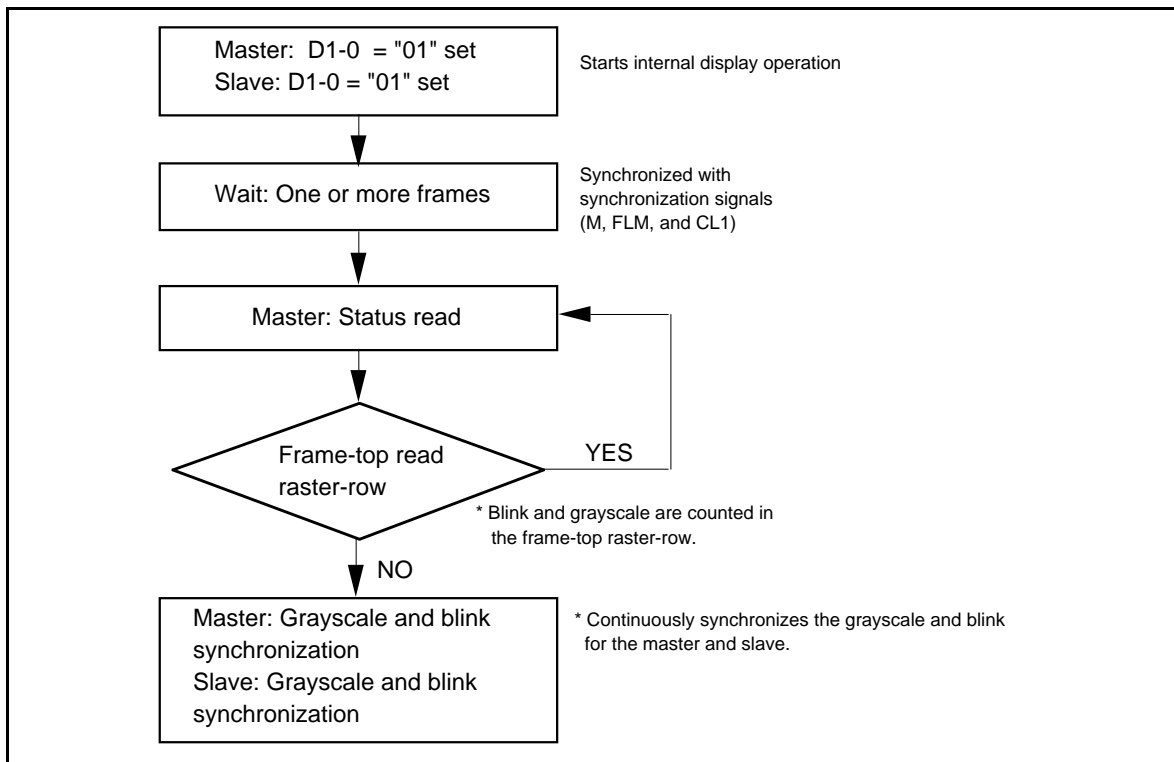 Master:  D1-0  = "01" set
Slave: D1-0 = "01" set
Starts internal display operation
Wait: One or more frames
Synchronized with
synchronization signals
(M, FLM, and CL1)
Master: Status read
Frame-top read
raster-row
YES
* Blink and grayscale are counted in
the frame-top raster-row.
NO
Master: Grayscale and blink
synchronization
Slave: Grayscale and blink
synchronization
* Continuously synchronizes the grayscale and blink
for the master and slave.